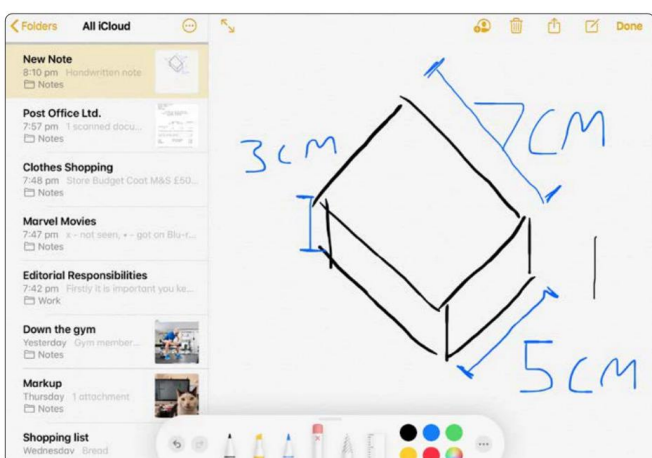 Folders
All iCloud
Done
New Note
8:10 pm Handwritten note
Notes
Post Office Ltd.
7:57 pm 1 scanned docu...
Notes
Clothes Shopping
7:48 pm Store Budget Coat M&S £50...
Notes
Marvel Movies
7:47 pm x - not seen, • - got on Blu-r...
Notes
Editorial Responsibilities
7:42 pm Firstly it is important you ke...
Work
Down the gym
Yesterday Gym member...
Notes
Markup
Thursday 1 attachment
Notes
Shopping list
Wednesday Bread
7CM
3CM
5CM